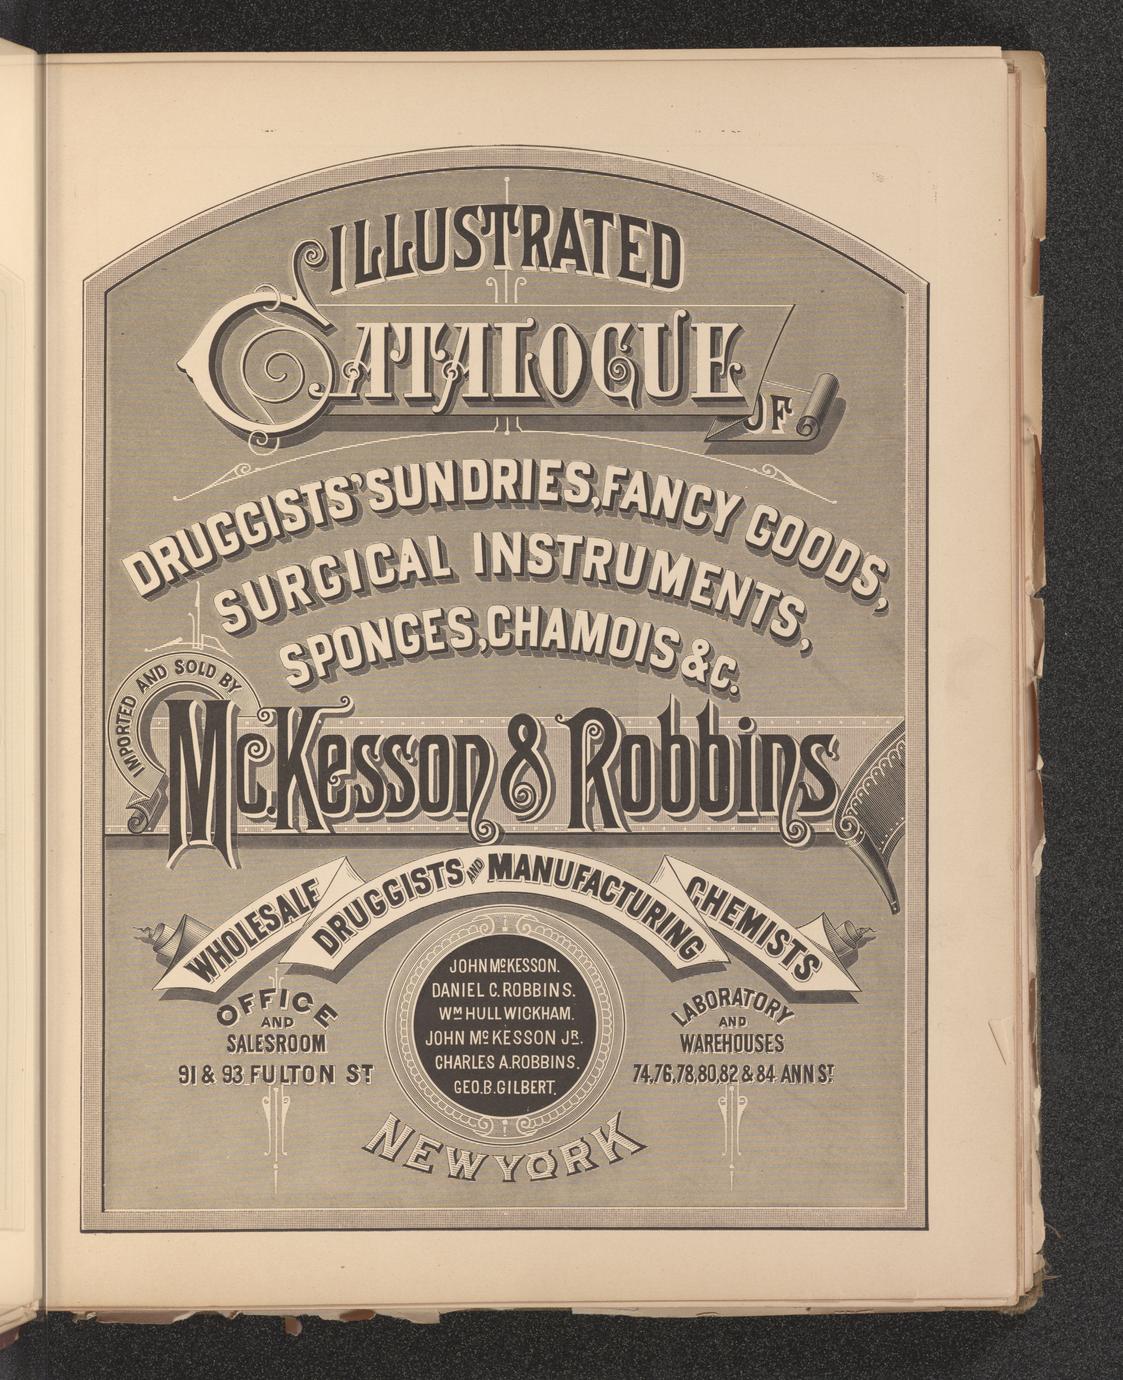 ILLUSTRATED
CATALOGUE
OF
DRUGGISTS' SUNDRIES, FANCY GOODS,
SURGICAL INSTRUMENTS,
SPONGES, CHAMOIS &C.
IMPORTED AND SOLD BY
McKesson & Robbins
WHOLESALE DRUGGISTS AND MANUFACTURING CHEMISTS
OFFICE
AND
SALESROOM
91 & 93 FULTON ST
JOHN McKESSON.
DANIEL C. ROBBINS.
WM HULL WICKHAM.
JOHN McKESSON JR.
CHARLES A. ROBBINS.
GEO. B. GILBERT.
LABORATORY
AND
WAREHOUSES
74,76,78,80,82 & 84 ANN ST
NEW YORK